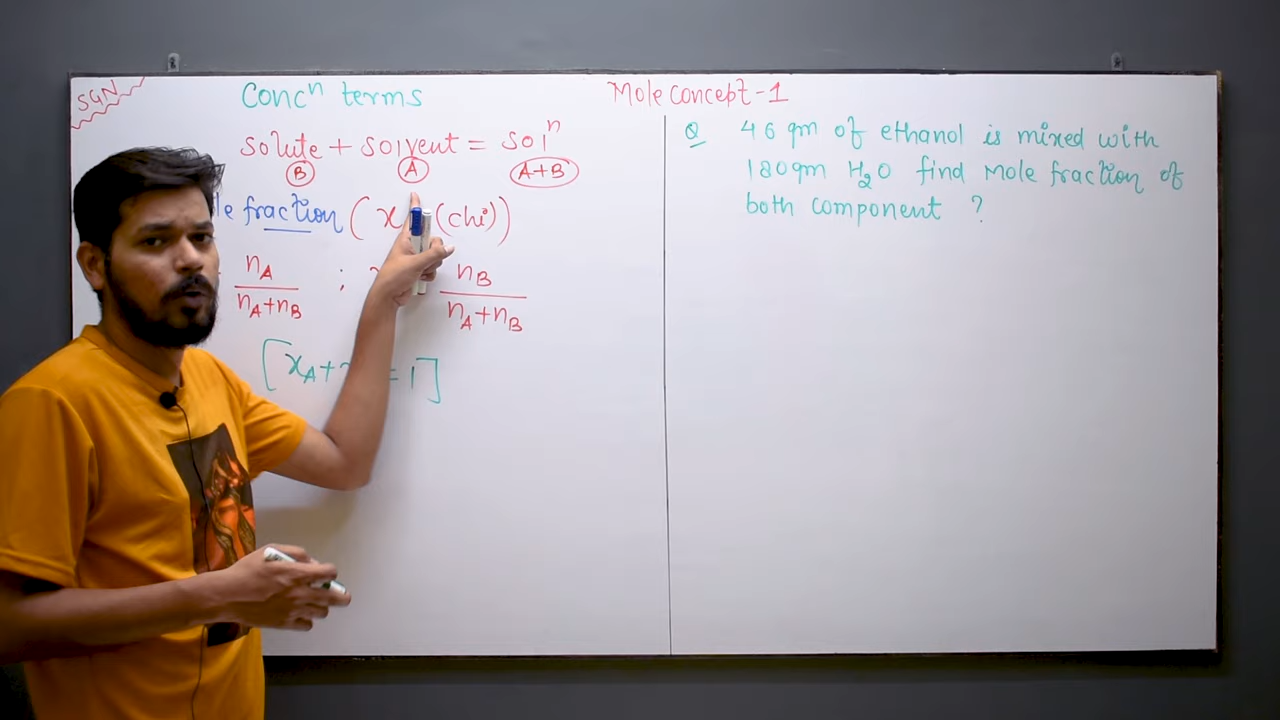 SGN
Concⁿ terms
Mole concept-1
solute + solvent = solⁿ
B A A+B
fraction (x (chi))
nA / nA+nB ; nB / nA+nB
[xA+ = 1]
Q 46 gm of ethanol is mixed with
180gm H₂O find Mole fraction of
both component ?